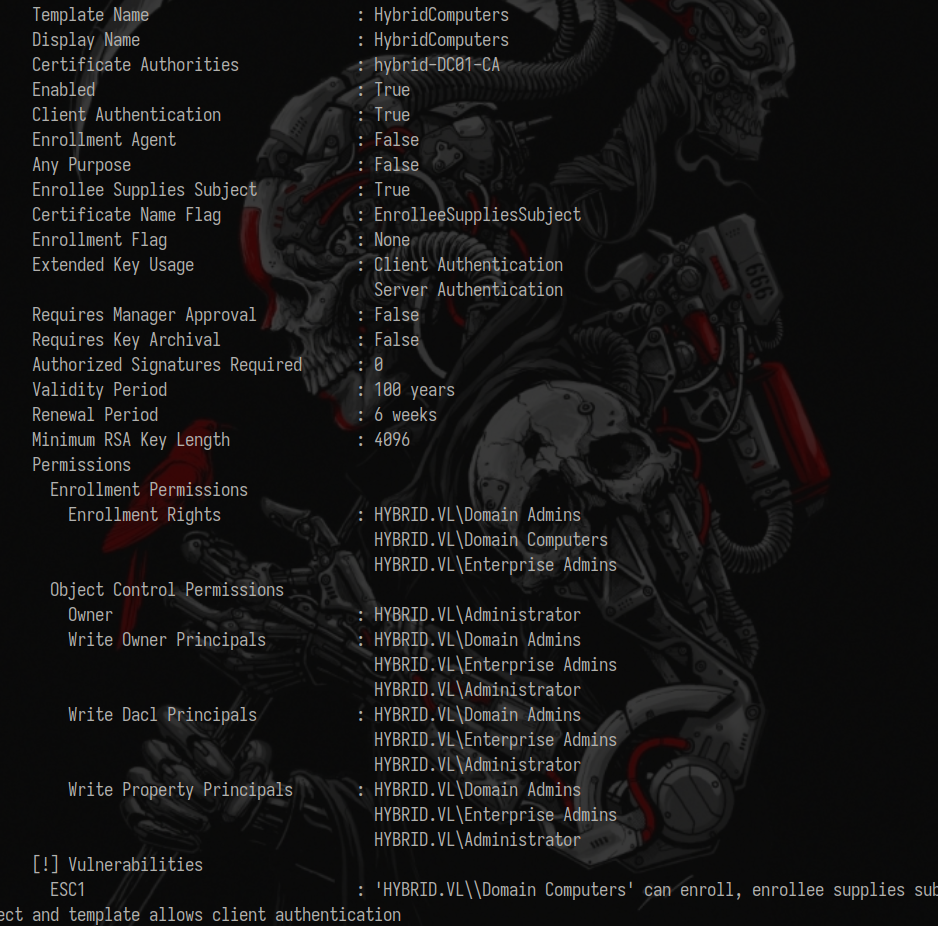 Template Name : HybridComputers
Display Name : HybridComputers
Certificate Authorities : hybrid-DC01-CA
Enabled : True
Client Authentication : True
Enrollment Agent : False
Any Purpose : False
Enrollee Supplies Subject : True
Certificate Name Flag : EnrolleeSuppliesSubject
Enrollment Flag : None
Extended Key Usage : Client Authentication
Server Authentication
Requires Manager Approval : False
Requires Key Archival : False
Authorized Signatures Required : 0
Validity Period : 100 years
Renewal Period : 6 weeks
Minimum RSA Key Length : 4096
Permissions
Enrollment Permissions
Enrollment Rights : HYBRID.VL\Domain Admins
HYBRID.VL\Domain Computers
HYBRID.VL\Enterprise Admins
Object Control Permissions
Owner : HYBRID.VL\Administrator
Write Owner Principals : HYBRID.VL\Domain Admins
HYBRID.VL\Enterprise Admins
HYBRID.VL\Administrator
Write Dacl Principals : HYBRID.VL\Domain Admins
HYBRID.VL\Enterprise Admins
HYBRID.VL\Administrator
Write Property Principals : HYBRID.VL\Domain Admins
HYBRID.VL\Enterprise Admins
HYBRID.VL\Administrator
[!] Vulnerabilities
ESC1 : 'HYBRID.VL\\Domain Computers' can enroll, enrollee supplies sub
ect and template allows client authentication
666